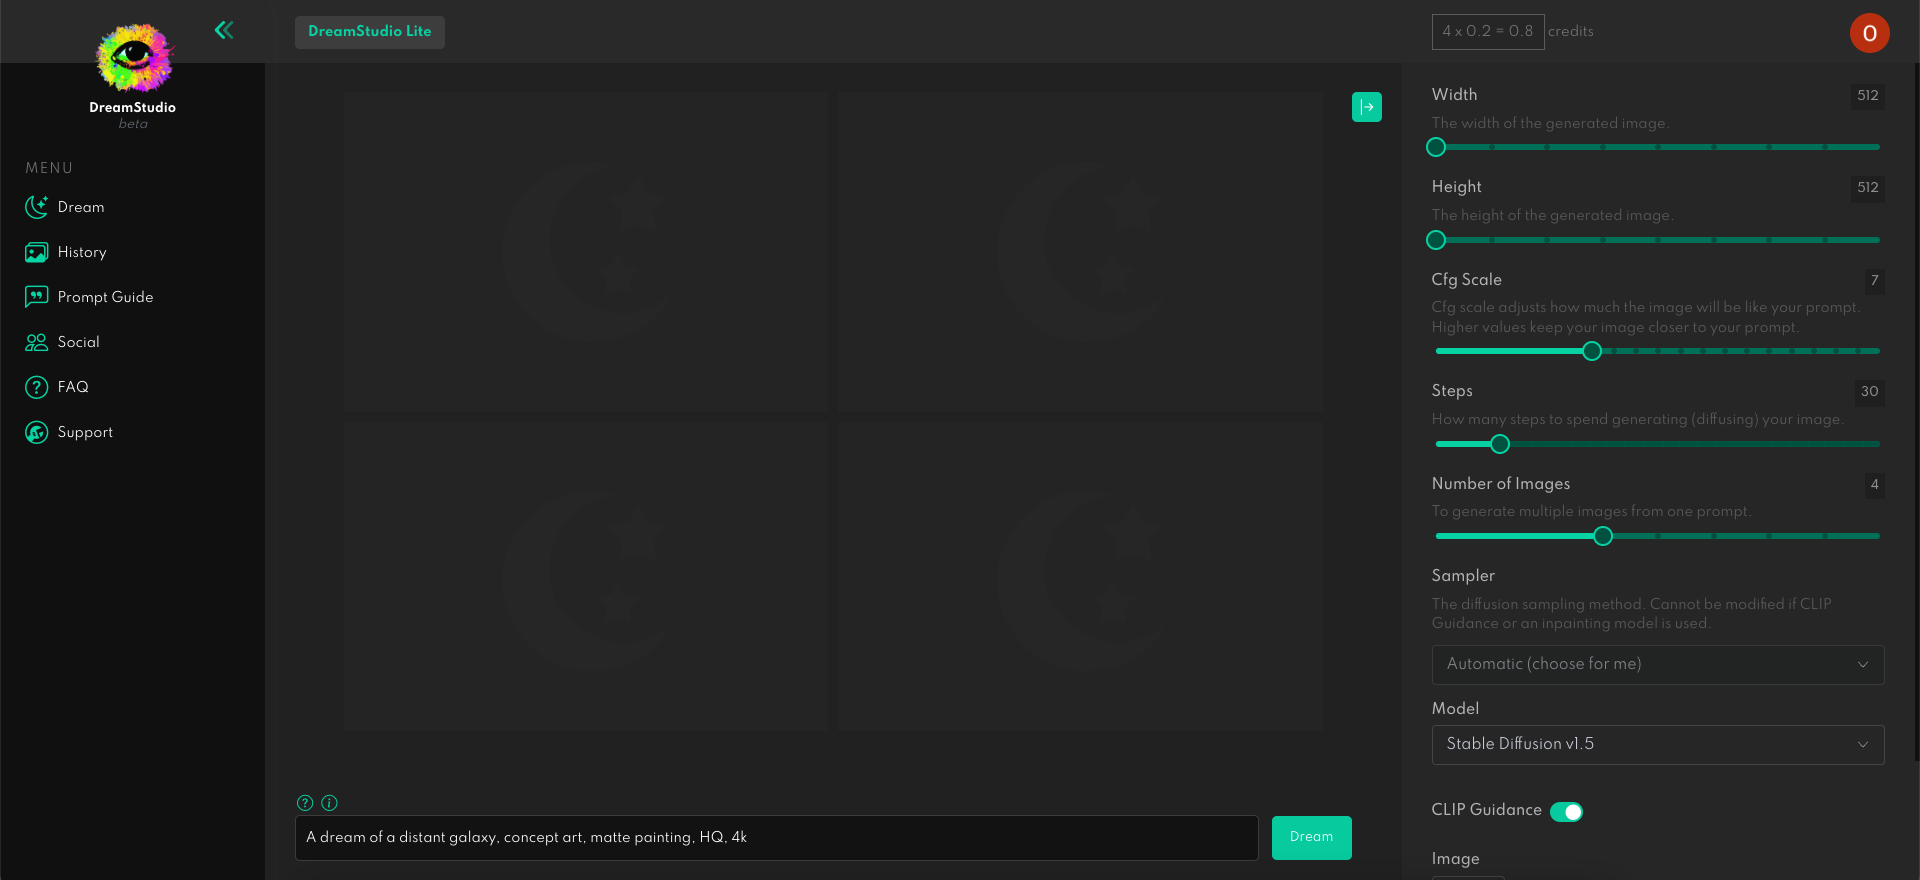 DreamStudio
beta
MENU
Dream
History
Prompt Guide
Social
FAQ
Support
DreamStudio Lite
4 x 0.2 = 0.8 credits
0
Width 512
The width of the generated image.
Height 512
The height of the generated image.
Cfg Scale 7
Cfg scale adjusts how much the image will be like your prompt.
Higher values keep your image closer to your prompt.
Steps 30
How many steps to spend generating (diffusing) your image.
Number of Images 4
To generate multiple images from one prompt.
Sampler
The diffusion sampling method. Cannot be modified if CLIP
Guidance or an inpainting model is used.
Automatic (choose for me)
Model
Stable Diffusion v1.5
CLIP Guidance
Image
A dream of a distant galaxy, concept art, matte painting, HQ, 4k
Dream